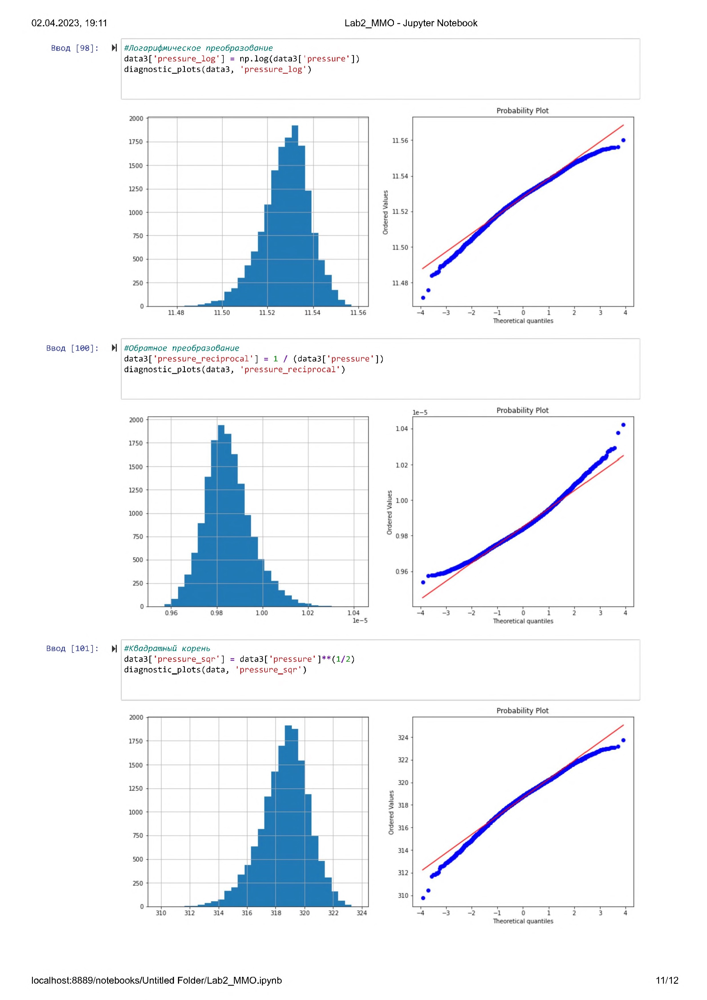 02.04.2023, 19:11
Lab2_MMO - Jupyter Notebook
Ввод [98]:
#Логарифмическое преобразование
data3['pressure_log'] = np.log(data3['pressure'])
diagnostic_plots(data3, 'pressure_log')
Probability Plot
2000
1750
1500
1250
1000
750
500
250
0
11.48 11.50 11.52 11.54 11.56
Ordered Values
11.56
11.54
11.52
11.50
11.48
−4 −3 −2 −1 0 1 2 3 4
Theoretical quantiles
Ввод [100]:
#Обратное преобразование
data3['pressure_reciprocal'] = 1 / (data3['pressure'])
diagnostic_plots(data3, 'pressure_reciprocal')
2000
1750
1500
1250
1000
750
500
250
0
0.96 0.98 1.00 1.02 1.04
1e−5
1e−5
Probability Plot
Ordered Values
1.04
1.02
1.00
0.98
0.96
−4 −3 −2 −1 0 1 2 3 4
Theoretical quantiles
Ввод [101]:
#Квадратный корень
data3['pressure_sqr'] = data3['pressure']**(1/2)
diagnostic_plots(data, 'pressure_sqr')
2000
1750
1500
1250
1000
750
500
250
0
310 312 314 316 318 320 322 324
Probability Plot
Ordered Values
324
322
320
318
316
314
312
310
−4 −3 −2 −1 0 1 2 3 4
Theoretical quantiles
localhost:8889/notebooks/Untitled Folder/Lab2_MMO.ipynb
11/12